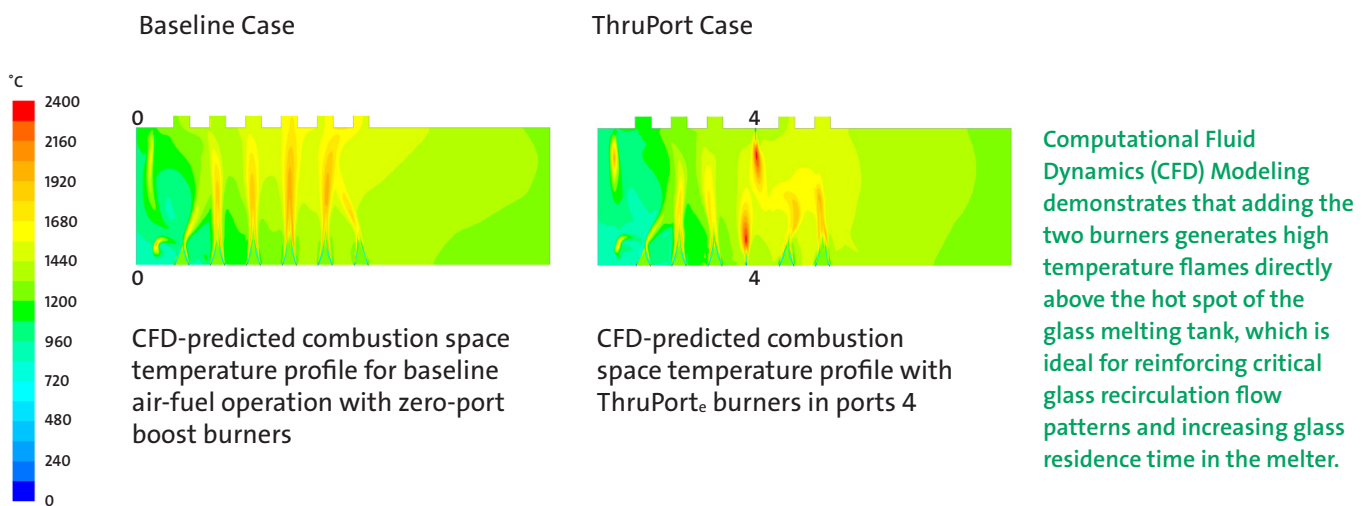 Baseline Case
ThruPort Case
°C
2400
2160
1920
1680
1440
1200
960
720
480
240
0
0
0
4
4
CFD-predicted combustion space
temperature profile for baseline
air-fuel operation with zero-port
boost burners
CFD-predicted combustion
space temperature profile with
ThruPortₑ burners in ports 4
Computational Fluid
Dynamics (CFD) Modeling
demonstrates that adding the
two burners generates high
temperature flames directly
above the hot spot of the
glass melting tank, which is
ideal for reinforcing critical
glass recirculation flow
patterns and increasing glass
residence time in the melter.